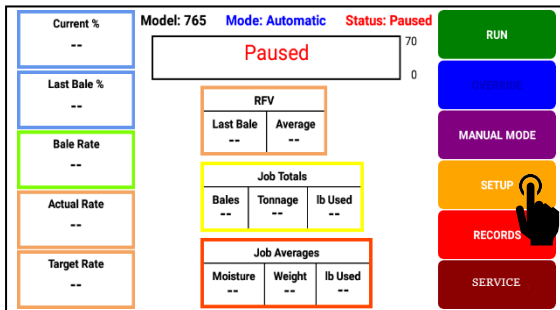 Model: 765 Mode: Automatic Status: Paused
Current %
--
Last Bale %
--
Bale Rate
--
Actual Rate
--
Target Rate
--
Paused
70
0
RFV
Last Bale Average
-- --
Job Totals
Bales Tonnage lb Used
-- -- --
Job Averages
Moisture Weight lb Used
-- -- --
RUN
OVERRIDE
MANUAL MODE
SETUP
RECORDS
SERVICE